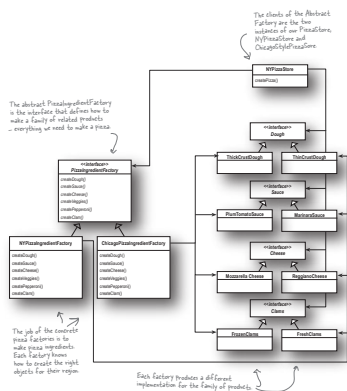 The clients of the Abstract
Factory are the two
instances of our PizzaStore,
NYPizzaStore and
ChicagoStylePizzaSore.
NYPizzaStore
createPizza()
The abstract PizzaIngredientFactory
is the interface that defines how to
make a family of related products
- everything we need to make a pizza.
<<interface>>
PizzaIngredientFactory
createDough()
createSauce()
createCheese()
createVeggies()
createPepperoni()
createClam()
<<interface>>
Dough
ThickCrustDough
ThinCrustDough
<<interface>>
Sauce
PlumTomatoSauce
MarinaraSauce
<<interface>>
Cheese
Mozzarella Cheese
ReggianoCheese
<<interface>>
Clams
FrozenClams
FreshClams
NYPizzaIngredientFactory
createDough()
createSauce()
createCheese()
createVeggies()
createPepperoni()
createClam()
ChicagoPizzaIngredientFactory
createDough()
createSauce()
createCheese()
createVeggies()
createPepperoni()
createClam()
The job of the concrete
pizza factories is to
make pizza ingredients.
Each factory knows
how to create the right
objects for their region.
Each factory produces a different
implementation for the family of products